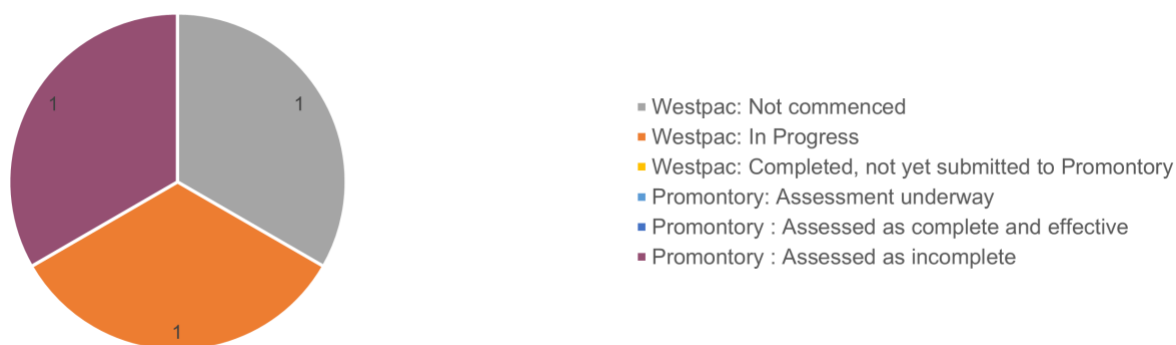 1
1
1
Westpac: Not commenced
Westpac: In Progress
Westpac: Completed, not yet submitted to Promontory
Promontory: Assessment underway
Promontory : Assessed as complete and effective
Promontory : Assessed as incomplete